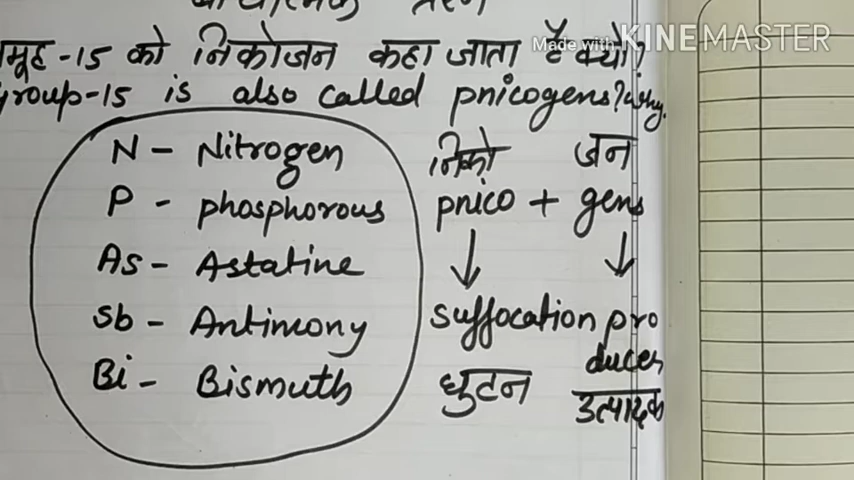 समूह-15 को निकोजन कहा जाता है क्यों?
Group-15 is also called pnicogens? Why.
N - Nitrogen
P - phosphorous
As - Astatine
Sb - Antimony
Bi - Bismuth
निको जन
pnico + gens
suffocation produces
घुटन उत्पादक
Made with KINEMASTER